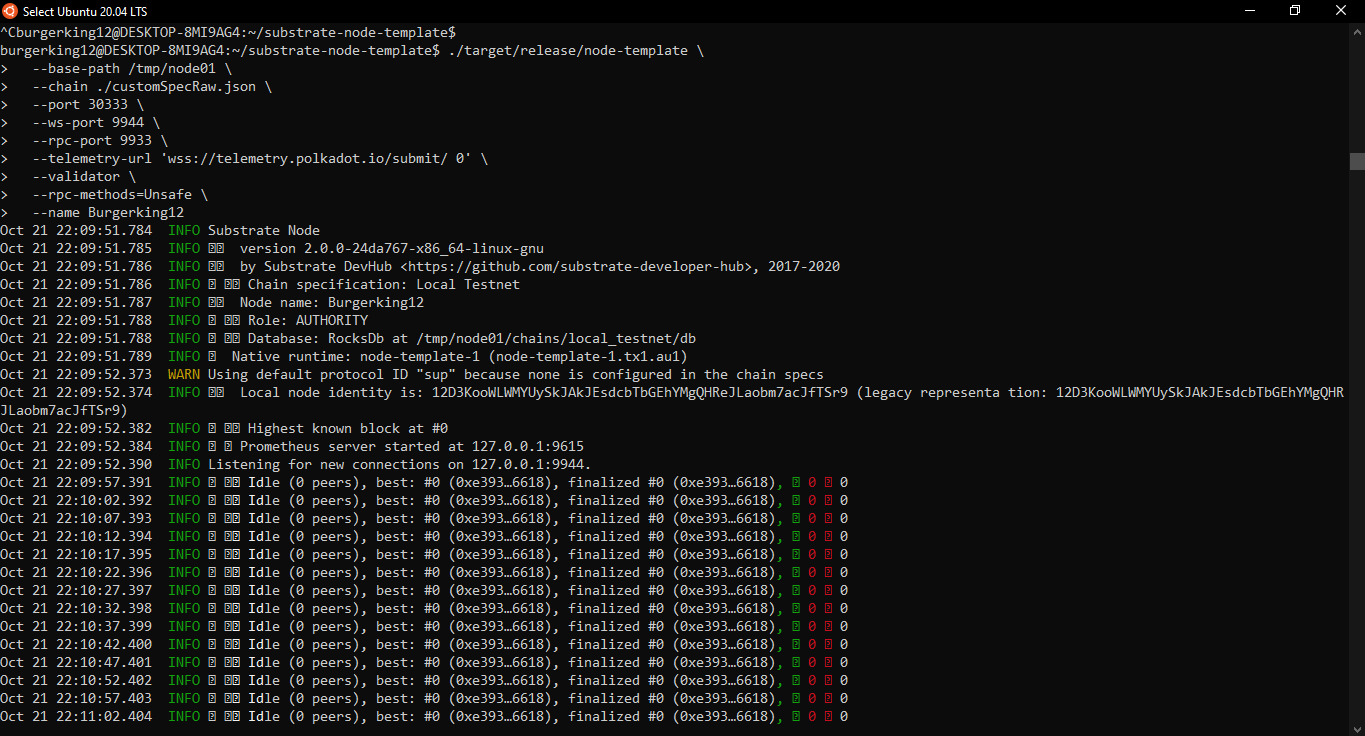 Select Ubuntu 20.04 LTS
^Cburgerking12@DESKTOP-8MI9AG4:~/substrate-node-template$
burgerking12@DESKTOP-8MI9AG4:~/substrate-node-template$ ./target/release/node-template \
>   --base-path /tmp/node01 \
>   --chain ./customSpecRaw.json \
>   --port 30333 \
>   --ws-port 9944 \
>   --rpc-port 9933 \
>   --telemetry-url 'wss://telemetry.polkadot.io/submit/ 0' \
>   --validator \
>   --rpc-methods=Unsafe \
>   --name Burgerking12
Oct 21 22:09:51.784  INFO Substrate Node
Oct 21 22:09:51.785  INFO   version 2.0.0-24da767-x86_64-linux-gnu
Oct 21 22:09:51.786  INFO   by Substrate DevHub <https://github.com/substrate-developer-hub>, 2017-2020
Oct 21 22:09:51.786  INFO   Chain specification: Local Testnet
Oct 21 22:09:51.787  INFO   Node name: Burgerking12
Oct 21 22:09:51.788  INFO   Role: AUTHORITY
Oct 21 22:09:51.788  INFO   Database: RocksDb at /tmp/node01/chains/local_testnet/db
Oct 21 22:09:51.789  INFO   Native runtime: node-template-1 (node-template-1.tx1.au1)
Oct 21 22:09:52.373  WARN Using default protocol ID "sup" because none is configured in the chain specs
Oct 21 22:09:52.374  INFO   Local node identity is: 12D3KooWLWMYUySkJAkJEsdcbTbGEhYMgQHReJLaobm7acJfTSr9 (legacy representa tion: 12D3KooWLWMYUySkJAkJEsdcbTbGEhYMgQHR
JLaobm7acJfTSr9)
Oct 21 22:09:52.382  INFO   Highest known block at #0
Oct 21 22:09:52.384  INFO   Prometheus server started at 127.0.0.1:9615
Oct 21 22:09:52.390  INFO Listening for new connections on 127.0.0.1:9944.
Oct 21 22:09:57.391  INFO   Idle (0 peers), best: #0 (0xe393…6618), finalized #0 (0xe393…6618), 0 0
Oct 21 22:10:02.392  INFO   Idle (0 peers), best: #0 (0xe393…6618), finalized #0 (0xe393…6618), 0 0
Oct 21 22:10:07.393  INFO   Idle (0 peers), best: #0 (0xe393…6618), finalized #0 (0xe393…6618), 0 0
Oct 21 22:10:12.394  INFO   Idle (0 peers), best: #0 (0xe393…6618), finalized #0 (0xe393…6618), 0 0
Oct 21 22:10:17.395  INFO   Idle (0 peers), best: #0 (0xe393…6618), finalized #0 (0xe393…6618), 0 0
Oct 21 22:10:22.396  INFO   Idle (0 peers), best: #0 (0xe393…6618), finalized #0 (0xe393…6618), 0 0
Oct 21 22:10:27.397  INFO   Idle (0 peers), best: #0 (0xe393…6618), finalized #0 (0xe393…6618), 0 0
Oct 21 22:10:32.398  INFO   Idle (0 peers), best: #0 (0xe393…6618), finalized #0 (0xe393…6618), 0 0
Oct 21 22:10:37.399  INFO   Idle (0 peers), best: #0 (0xe393…6618), finalized #0 (0xe393…6618), 0 0
Oct 21 22:10:42.400  INFO   Idle (0 peers), best: #0 (0xe393…6618), finalized #0 (0xe393…6618), 0 0
Oct 21 22:10:47.401  INFO   Idle (0 peers), best: #0 (0xe393…6618), finalized #0 (0xe393…6618), 0 0
Oct 21 22:10:52.402  INFO   Idle (0 peers), best: #0 (0xe393…6618), finalized #0 (0xe393…6618), 0 0
Oct 21 22:10:57.403  INFO   Idle (0 peers), best: #0 (0xe393…6618), finalized #0 (0xe393…6618), 0 0
Oct 21 22:11:02.404  INFO   Idle (0 peers), best: #0 (0xe393…6618), finalized #0 (0xe393…6618), 0 0